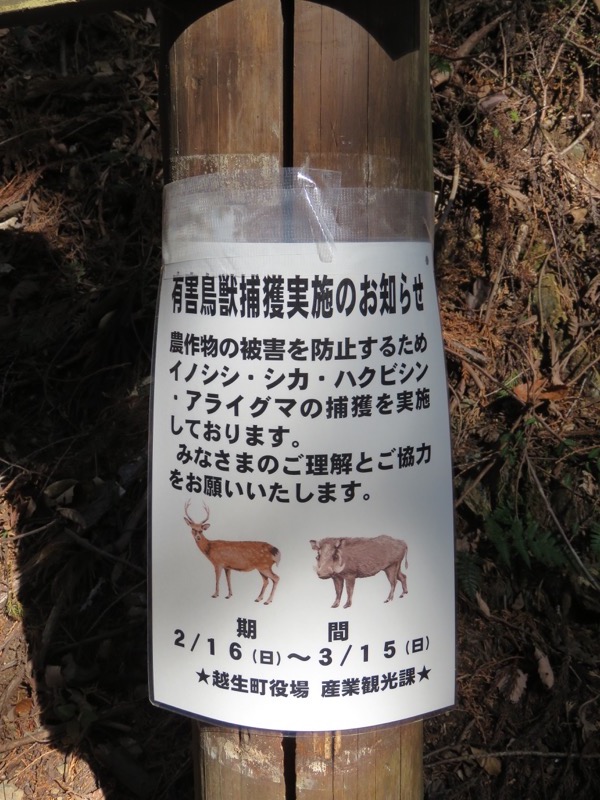 有害鳥獣捕獲実施のお知らせ
農作物の被害を防止するため
イノシシ・シカ・ハクビシン
・アライグマの捕獲を実施
しております。
みなさまのご理解とご協力
をお願いいたします。
期　間
2/16(日)～3/15(日)
★越生町役場 産業観光課★